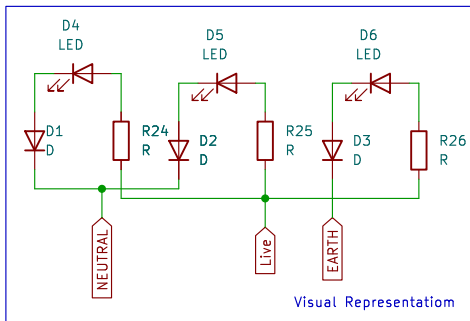 D4
LED
D5
LED
D6
LED
D1
D
R24
R
D2
D
R25
R
D3
D
R26
R
NEUTRAL
Live
EARTH
Visual Representatiom